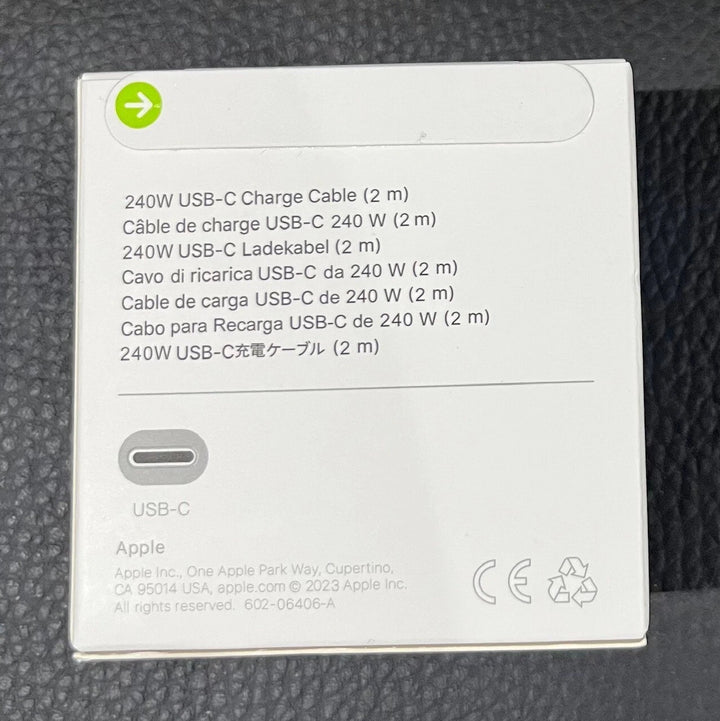 240W USB-C Charge Cable (2 m)
Câble de charge USB-C 240 W (2 m)
240W USB-C Ladekabel (2 m)
Cavo di ricarica USB-C da 240 W (2 m)
Cable de carga USB-C de 240 W (2 m)
Cabo para Recarga USB-C de 240 W (2 m)
240W USB-C充電ケーブル (2 m)
USB-C
Apple
Apple Inc., One Apple Park Way, Cupertino,
CA 95014 USA, apple.com © 2023 Apple Inc.
All rights reserved. 602-06406-A
CE